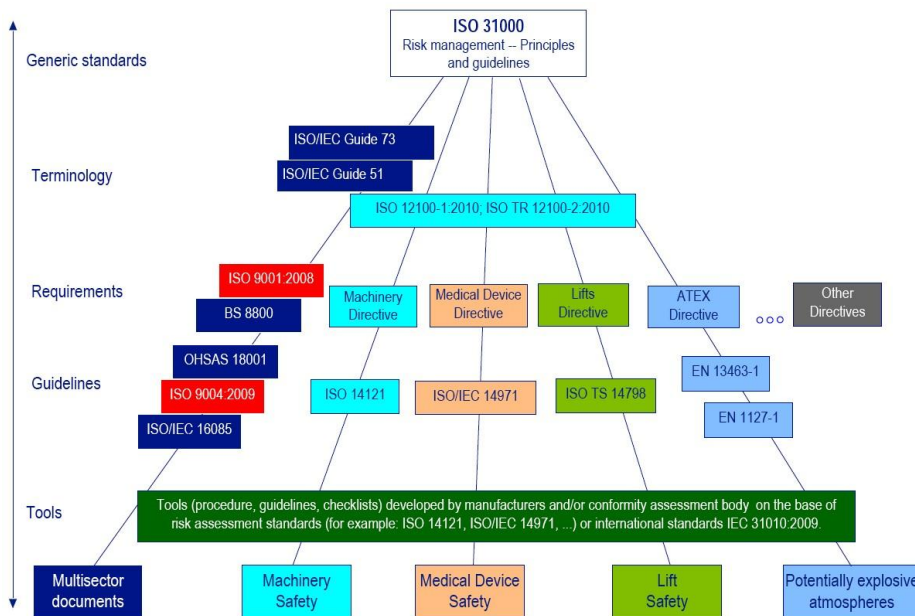 ISO 31000
Risk management -- Principles
and guidelines
Generic standards
ISO/IEC Guide 73
ISO/IEC Guide 51
Terminology
ISO 12100-1:2010; ISO TR 12100-2:2010
ISO 9001:2008
Requirements
BS 8800
Machinery
Directive
Medical Device
Directive
Lifts
Directive
ATEX
Directive
Other
Directives
OHSAS 18001
Guidelines
ISO 9004:2009
ISO/IEC 16085
ISO 14121
ISO/IEC 14971
ISO TS 14798
EN 13463-1
EN 1127-1
Tools
Tools (procedure, guidelines, checklists) developed by manufacturers and/or conformity assessment body on the base of
risk assessment standards (for example: ISO 14121, ISO/IEC 14971, ...) or international standards IEC 31010:2009.
Multisector
documents
Machinery
Safety
Medical Device
Safety
Lift
Safety
Potentially explosive
atmospheres